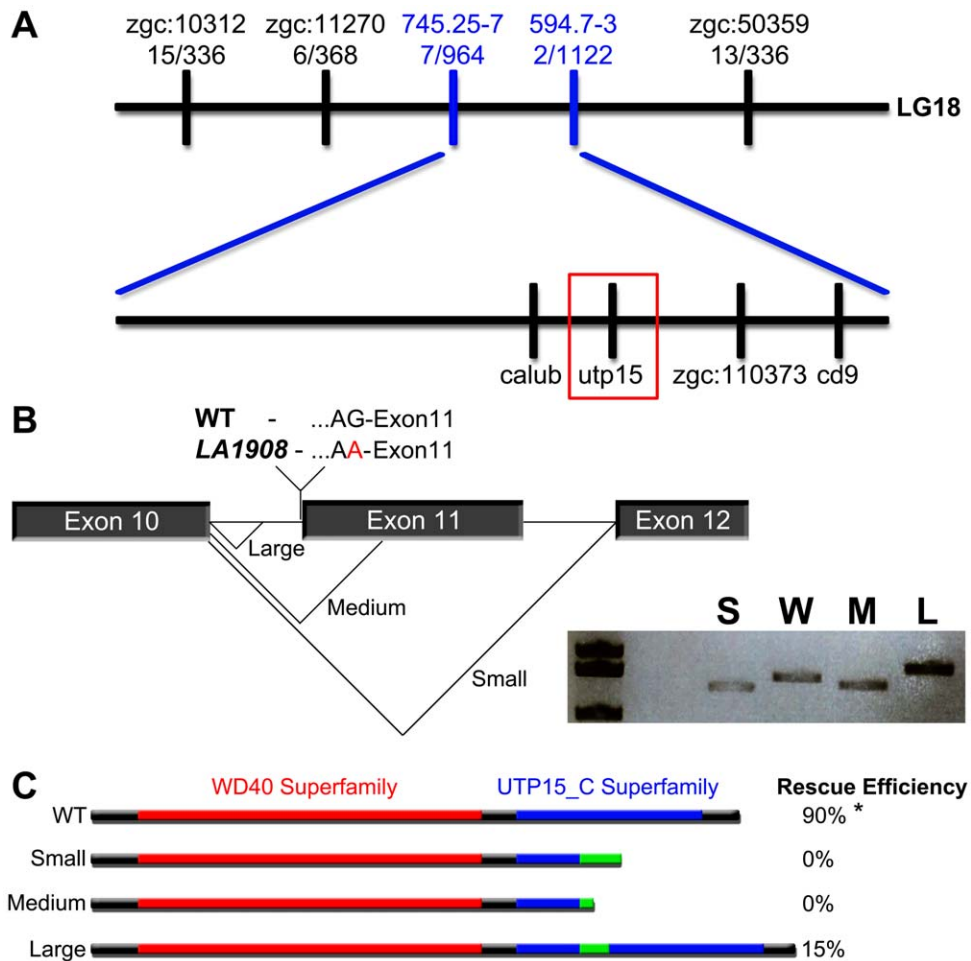 A
zgc:10312 zgc:11270 745.25-7 594.7-3 zgc:50359
15/336 6/368 7/964 2/1122 13/336
LG18
calub utp15 zgc:110373 cd9
B
WT - ...AG-Exon11
LA1908 - ...AA-Exon11
Exon 10 Exon 11 Exon 12
Large
Medium
Small
S W M L
C
WD40 Superfamily UTP15_C Superfamily Rescue Efficiency
WT 90% *
Small 0%
Medium 0%
Large 15%